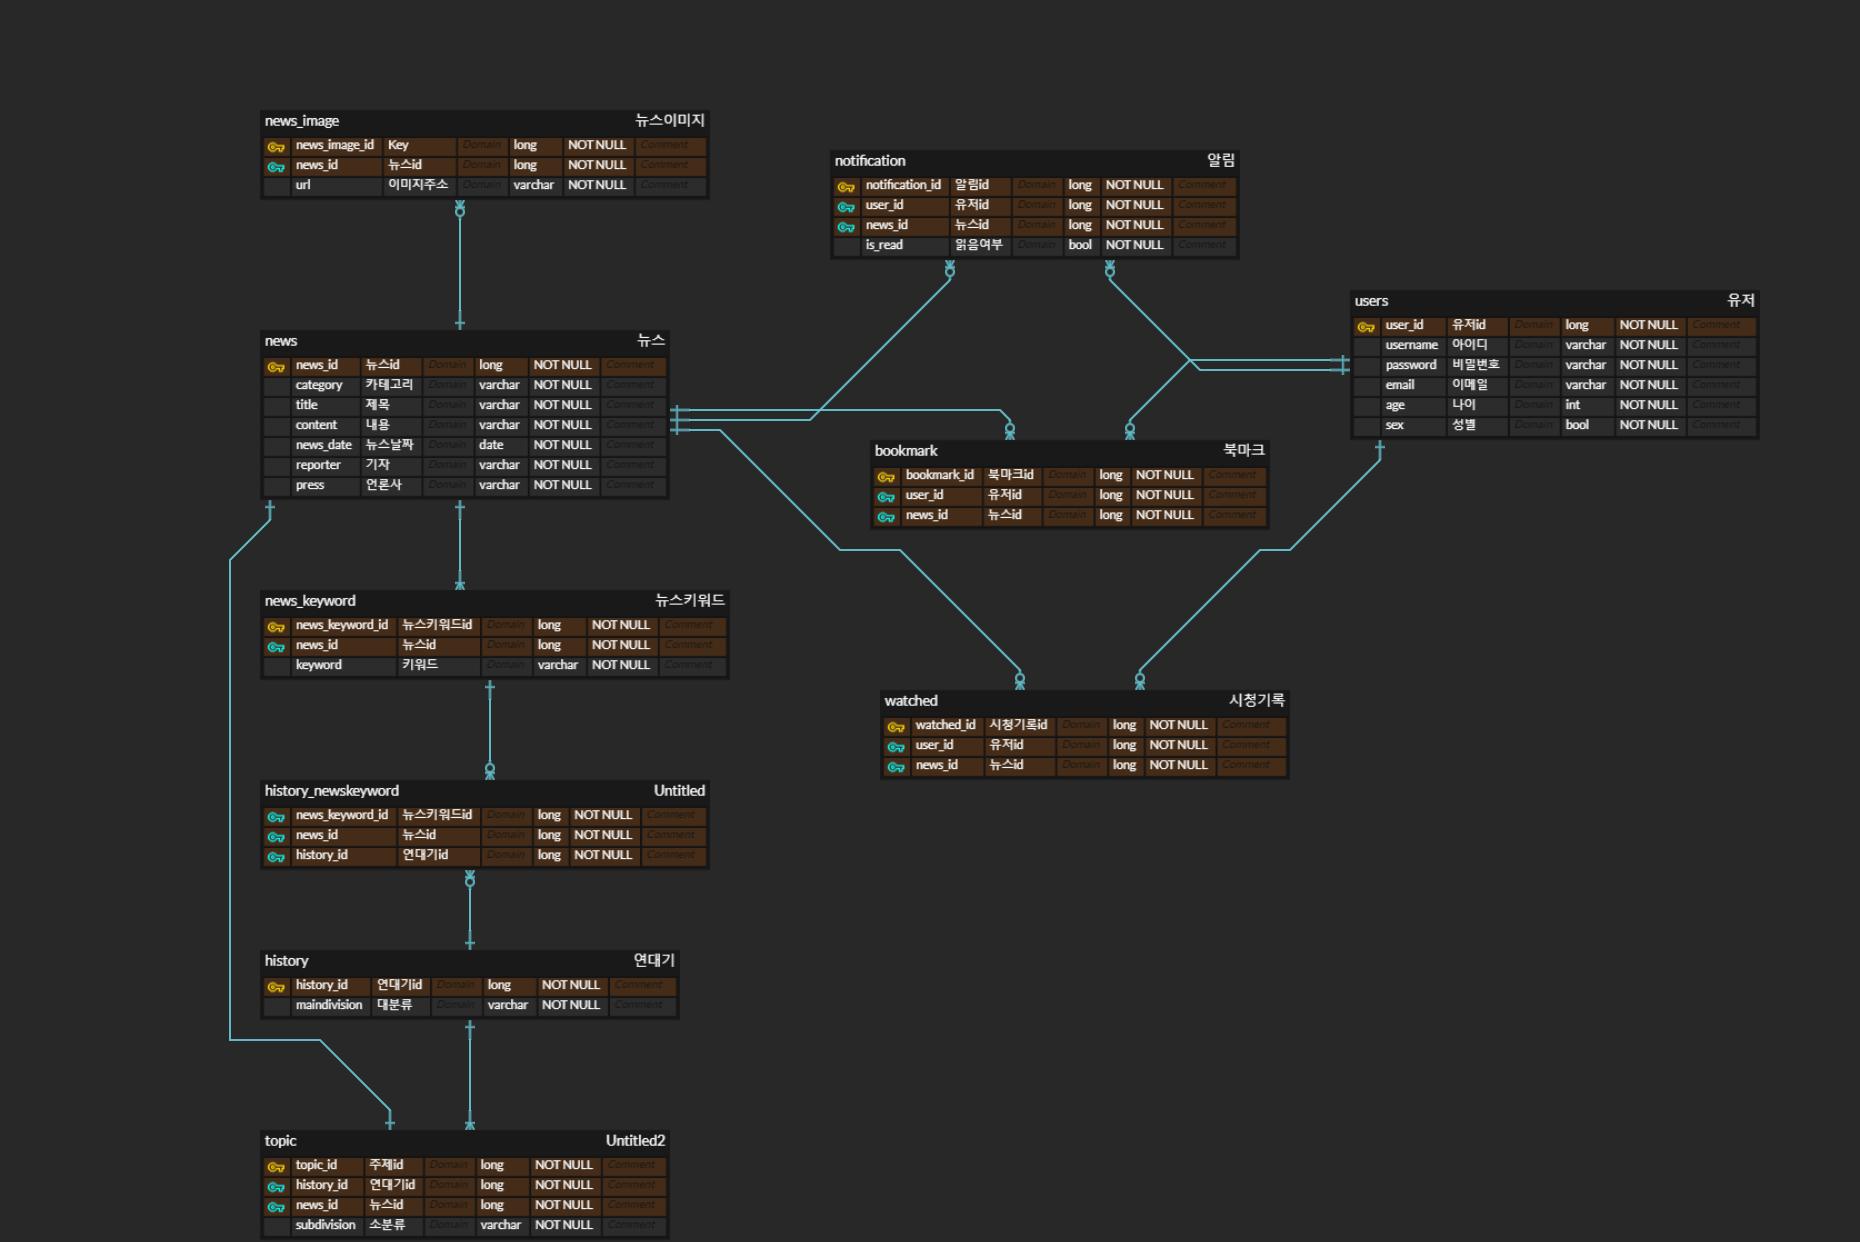 news_image 뉴스이미지
news_image_id Key Domain long NOT NULL Comment
news_id 뉴스id Domain long NOT NULL Comment
url 이미지주소 Domain varchar NOT NULL Comment
notification 알림
notification_id 알림id Domain long NOT NULL Comment
user_id 유저id Domain long NOT NULL Comment
news_id 뉴스id Domain long NOT NULL Comment
is_read 읽음여부 Domain bool NOT NULL Comment
users 유저
user_id 유저id Domain long NOT NULL Comment
username 아이디 Domain varchar NOT NULL Comment
password 비밀번호 Domain varchar NOT NULL Comment
email 이메일 Domain varchar NOT NULL Comment
age 나이 Domain int NOT NULL Comment
sex 성별 Domain bool NOT NULL Comment
news 뉴스
news_id 뉴스id Domain long NOT NULL Comment
category 카테고리 Domain varchar NOT NULL Comment
title 제목 Domain varchar NOT NULL Comment
content 내용 Domain varchar NOT NULL Comment
news_date 뉴스날짜 Domain date NOT NULL Comment
reporter 기자 Domain varchar NOT NULL Comment
press 언론사 Domain varchar NOT NULL Comment
bookmark 북마크
bookmark_id 북마크id Domain long NOT NULL Comment
user_id 유저id Domain long NOT NULL Comment
news_id 뉴스id Domain long NOT NULL Comment
news_keyword 뉴스키워드
news_keyword_id 뉴스키워드id Domain long NOT NULL Comment
news_id 뉴스id Domain long NOT NULL Comment
keyword 키워드 Domain varchar NOT NULL Comment
watched 시청기록
watched_id 시청기록id Domain long NOT NULL Comment
user_id 유저id Domain long NOT NULL Comment
news_id 뉴스id Domain long NOT NULL Comment
history_newskeyword Untitled
news_keyword_id 뉴스키워드id Domain long NOT NULL Comment
news_id 뉴스id Domain long NOT NULL Comment
history_id 연대기id Domain long NOT NULL Comment
history 연대기
history_id 연대기id Domain long NOT NULL Comment
maindivision 대분류 Domain varchar NOT NULL Comment
topic Untitled2
topic_id 주제id Domain long NOT NULL Comment
history_id 연대기id Domain long NOT NULL Comment
news_id 뉴스id Domain long NOT NULL Comment
subdivision 소분류 Domain varchar NOT NULL Comment